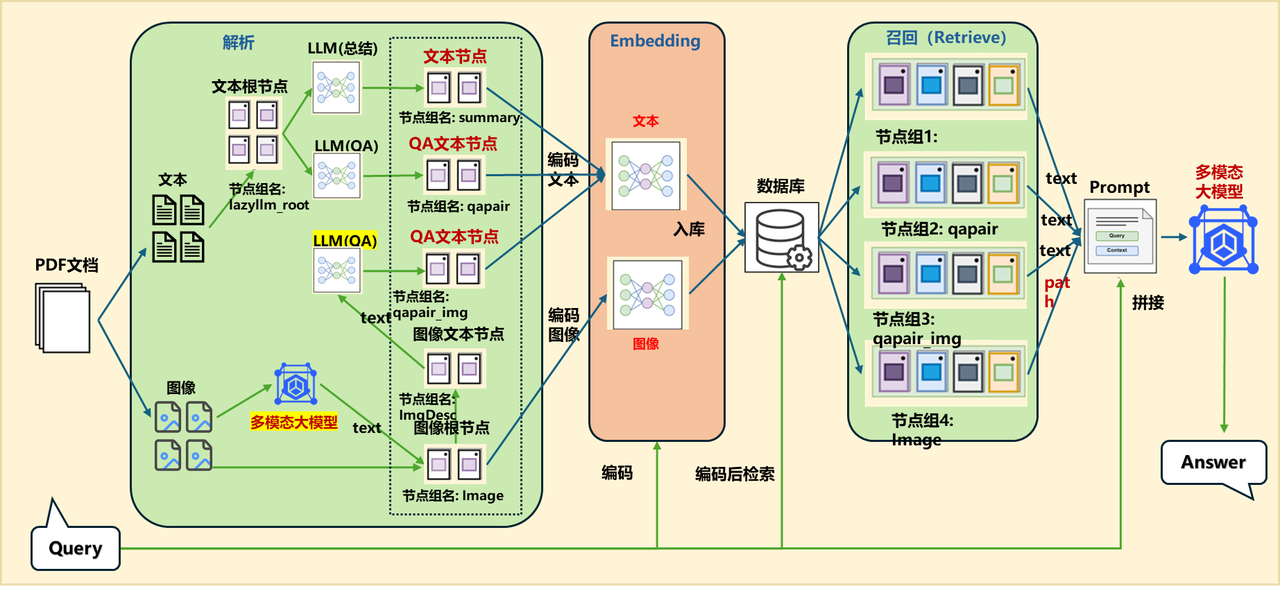 解析
LLM(总结)
文本节点
文本根节点
节点组名: summary
LLM(QA)
QA文本节点
文本
节点组名:
lazyllm_root
节点组名: qapair
LLM(QA)
QA文本节点
PDF文档
节点组名:
qapair_img
text
图像文本节点
图像
节点组名:
ImgDesc
多模态大模型
text
图像根节点
节点组名: Image
编码
文本
编码
图像
Embedding
文本
入库
图像
数据库
召回（Retrieve）
节点组1:
节点组2: qapair
节点组3:
qapair_img
节点组4:
Image
text
text
text
pat
h
Prompt
Query
Context
拼接
多模态
大模型
Answer
编码
编码后检索
Query